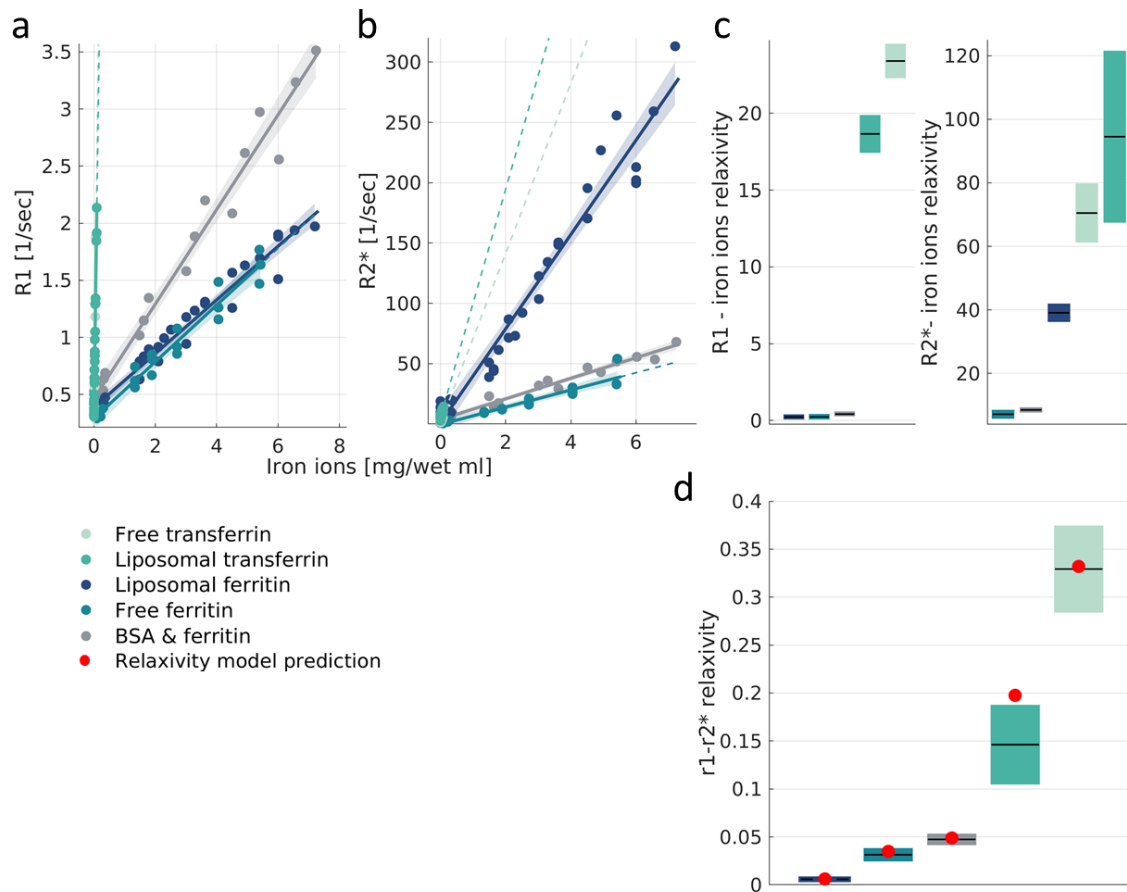 a
R1 [1/sec]
3.5
3
2.5
2
1.5
1
0.5
0 2 4 6 8
b
R2* [1/sec]
300
250
200
150
100
50
0 2 4 6
Iron ions [mg/wet ml]
c
R1 - iron ions relaxivity
20
15
10
5
0
R2*- iron ions relaxivity
120
100
80
60
40
20
Free transferrin
Liposomal transferrin
Liposomal ferritin
Free ferritin
BSA & ferritin
Relaxivity model prediction
d
r1-r2* relaxivity
0.4
0.35
0.3
0.25
0.2
0.15
0.1
0.05
0